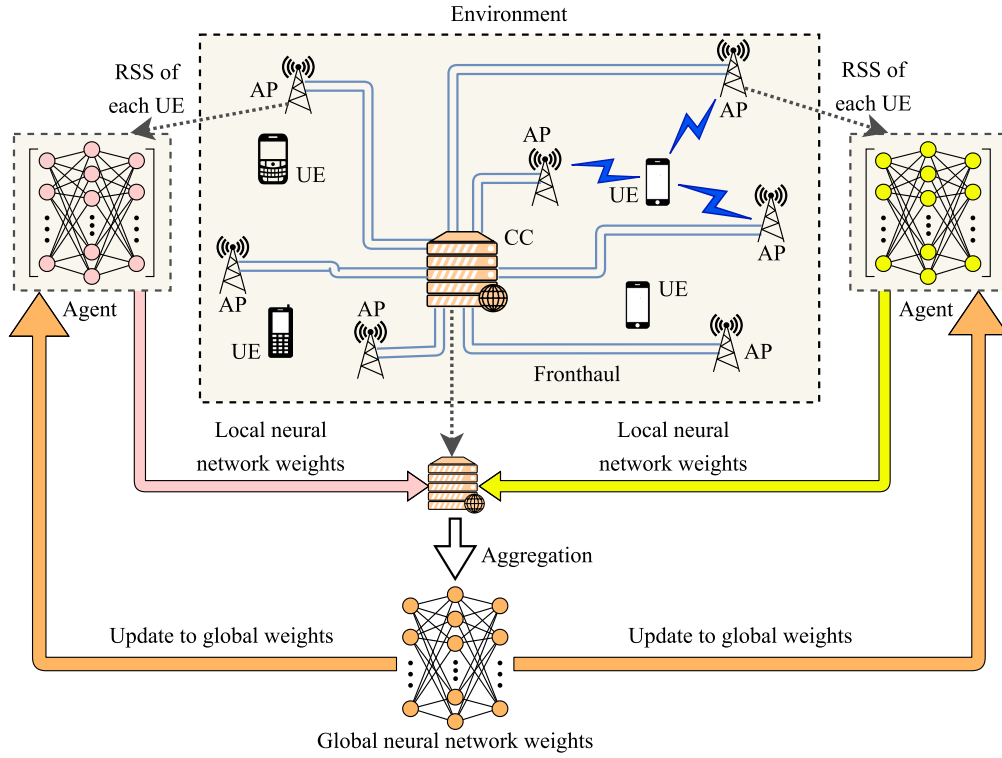 Environment
RSS of
each UE
AP
AP
RSS of
each UE
AP
UE
UE
AP
CC
AP
UE
AP
UE
AP
Agent
Agent
Fronthaul
Local neural
network weights
Local neural
network weights
Aggregation
Update to global weights
Update to global weights
Global neural network weights